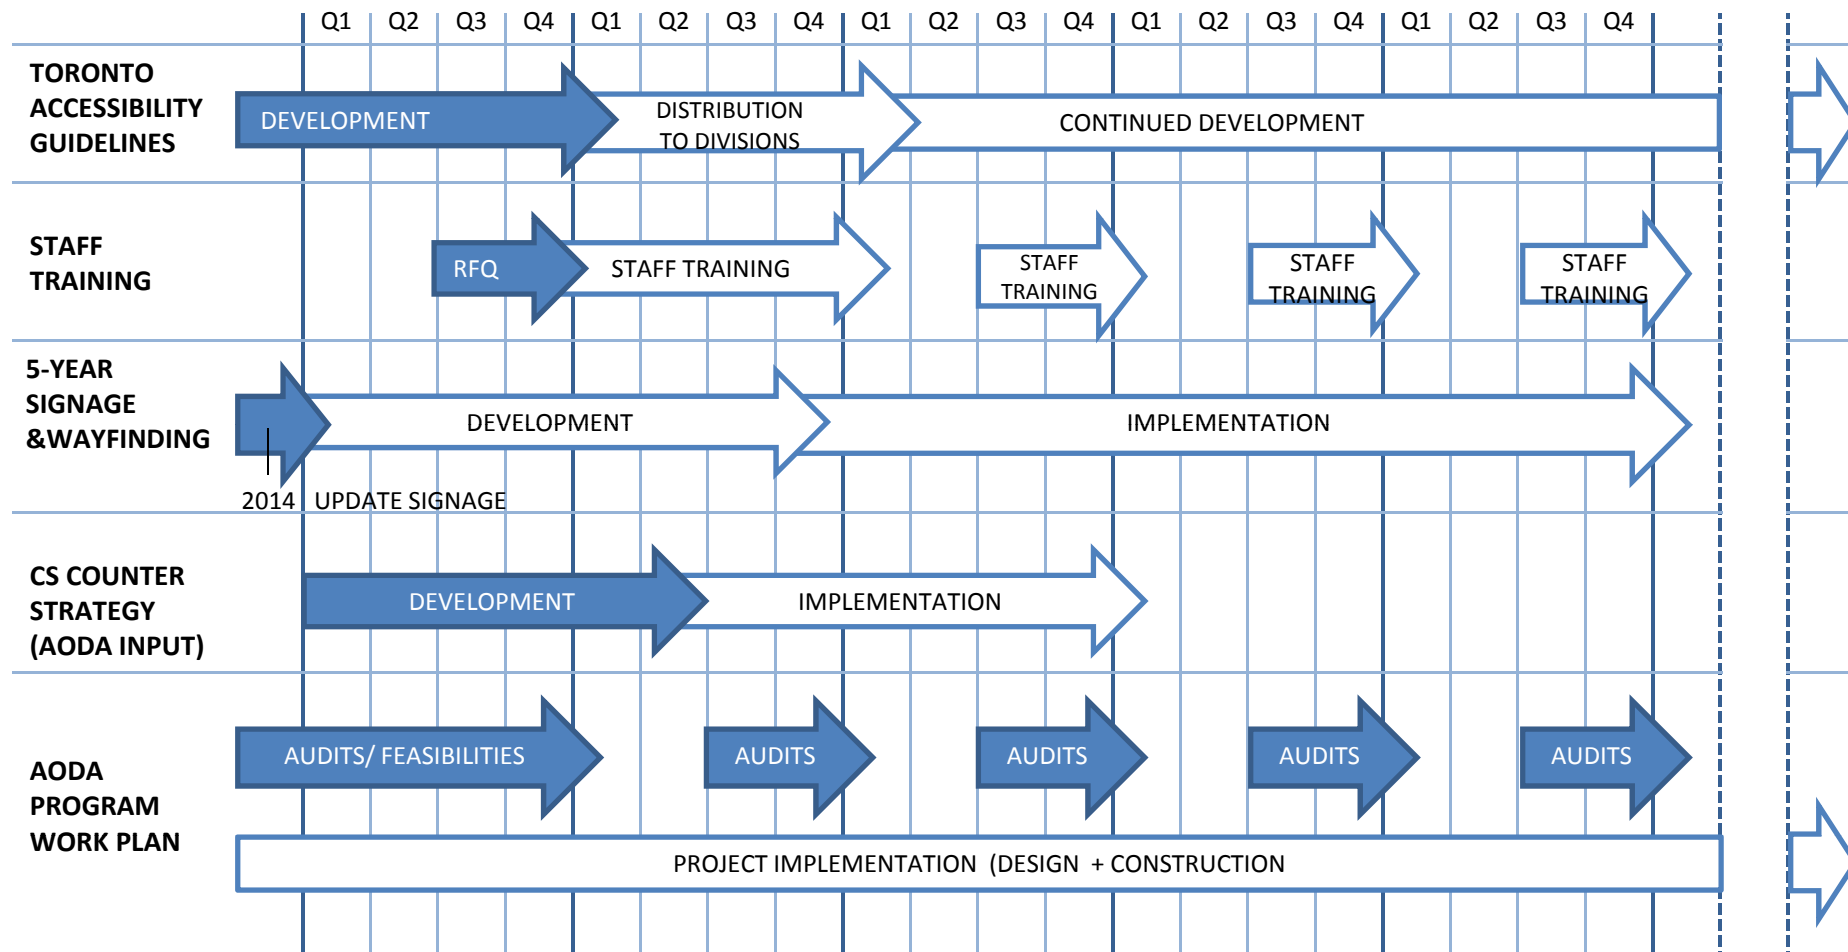 Q1 Q2 Q3 Q4 Q1 Q2 Q3 Q4 Q1 Q2 Q3 Q4 Q1 Q2 Q3 Q4 Q1 Q2 Q3 Q4
TORONTO
ACCESSIBILITY
GUIDELINES
DEVELOPMENT
DISTRIBUTION
TO DIVISIONS
CONTINUED DEVELOPMENT
STAFF
TRAINING
RFQ
STAFF TRAINING
STAFF
TRAINING
STAFF
TRAINING
STAFF
TRAINING
5-YEAR
SIGNAGE
&WAYFINDING
DEVELOPMENT
IMPLEMENTATION
2014 UPDATE SIGNAGE
CS COUNTER
STRATEGY
(AODA INPUT)
DEVELOPMENT
IMPLEMENTATION
AODA
PROGRAM
WORK PLAN
AUDITS/ FEASIBILITIES
AUDITS
AUDITS
AUDITS
AUDITS
PROJECT IMPLEMENTATION (DESIGN + CONSTRUCTION